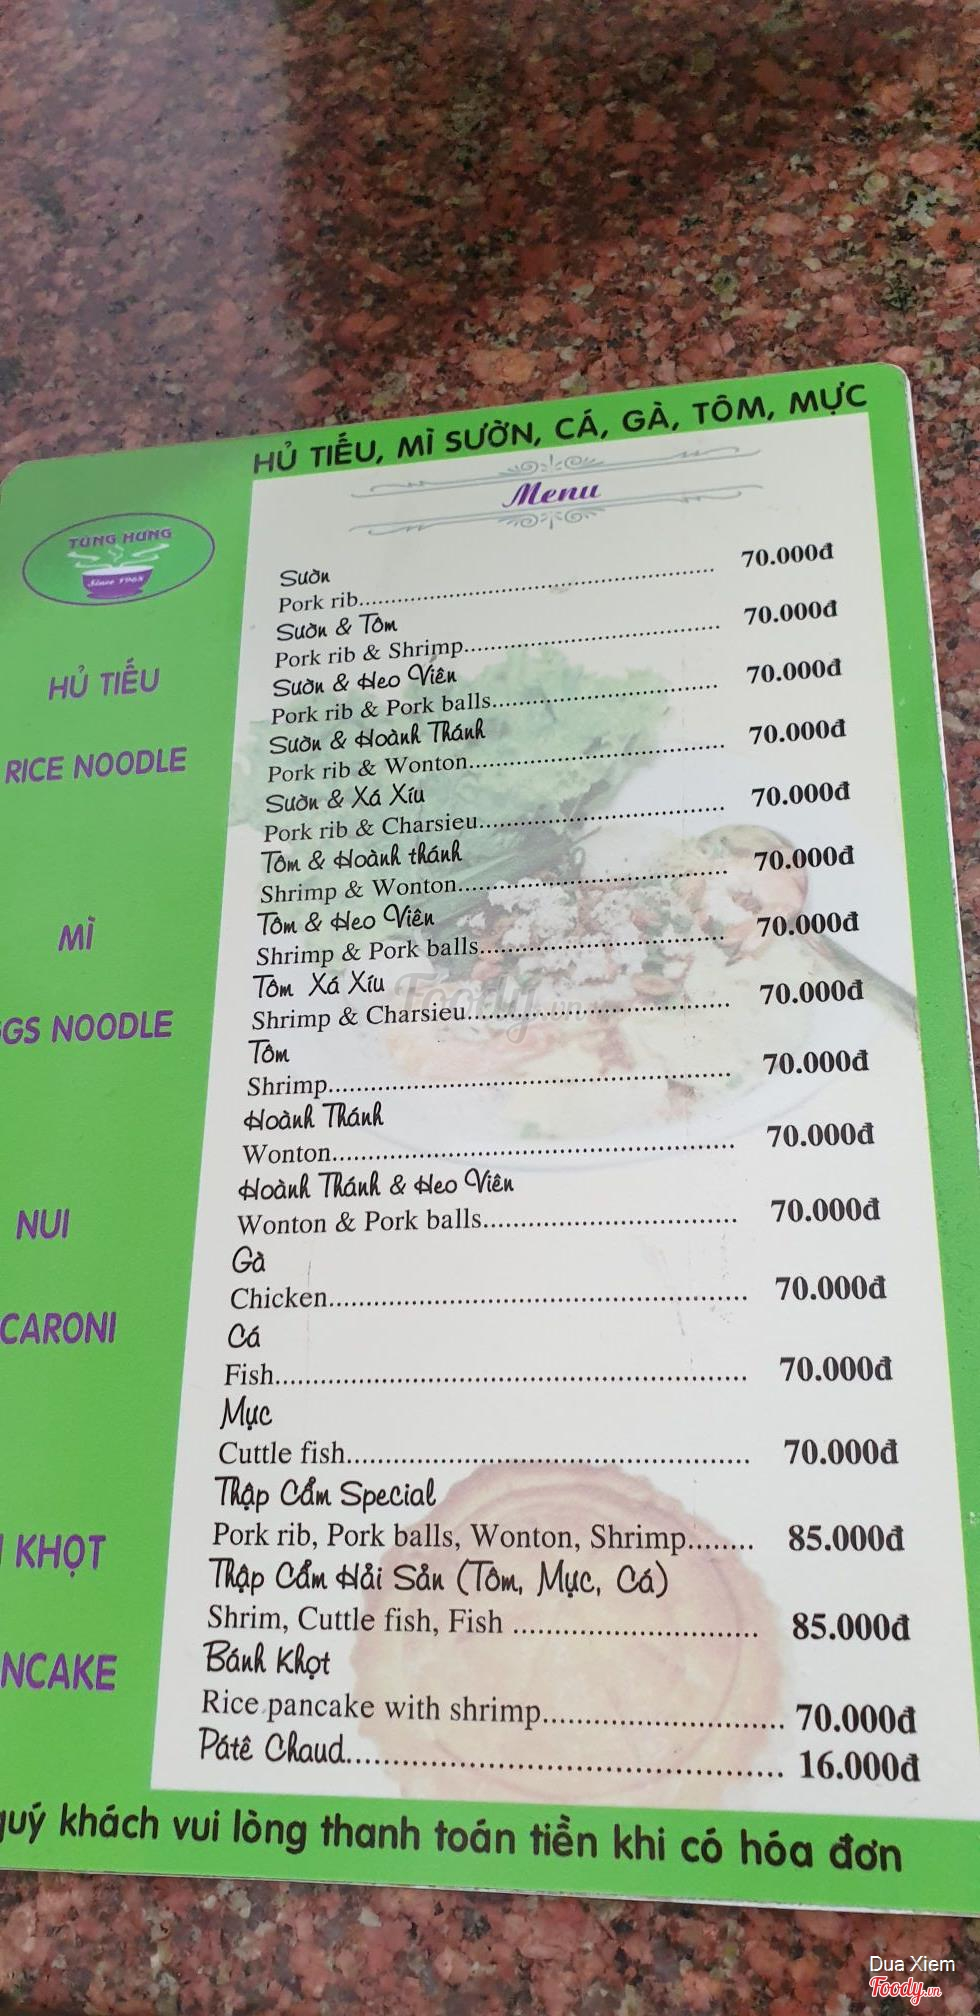 HỦ TIẾU, MÌ SƯỜN, CÁ, GÀ, TÔM, MỰC
Menu
TÙNG HƯNG
Since 1968
HỦ TIẾU
RICE NOODLE
MÌ
GGS NOODLE
NUI
CARONI
KHỌT
NCAKE
Sườn
Pork rib.......... 70.000đ
Sườn & Tôm
Pork rib & Shrimp.......... 70.000đ
Sườn & Heo Viên
Pork rib & Pork balls.......... 70.000đ
Sườn & Hoành Thánh
Pork rib & Wonton.......... 70.000đ
Sườn & Xá Xíu
Pork rib & Charsieu.......... 70.000đ
Tôm & Hoành thánh
Shrimp & Wonton.......... 70.000đ
Tôm & Heo Viên
Shrimp & Pork balls.......... 70.000đ
Tôm Xá Xíu
Shrimp & Charsieu.......... 70.000đ
Tôm
Shrimp.......... 70.000đ
Hoành Thánh
Wonton.......... 70.000đ
Hoành Thánh & Heo Viên
Wonton & Pork balls.......... 70.000đ
Gà
Chicken.......... 70.000đ
Cá
Fish.......... 70.000đ
Mực
Cuttle fish.......... 70.000đ
Thập Cẩm Special
Pork rib, Pork balls, Wonton, Shrimp........ 85.000đ
Thập Cẩm Hải Sản (Tôm, Mực, Cá)
Shrim, Cuttle fish, Fish .......... 85.000đ
Bánh Khọt
Rice pancake with shrimp.......... 70.000đ
Pátê Chaud.......... 16.000đ
quý khách vui lòng thanh toán tiền khi có hóa đơn
Foody.vn
Dua Xiem
Foody.vn